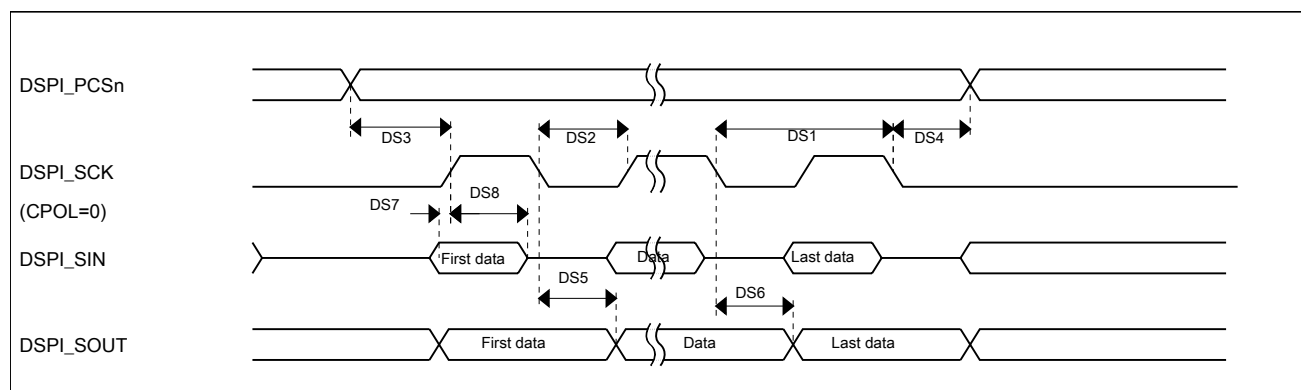 DSPI_PCSn
DS3
DS2
DS1
DS4
DSPI_SCK
DS8
(CPOL=0)
DS7
DSPI_SIN
First data
Data
Last data
DS5
DS6
DSPI_SOUT
First data
Data
Last data